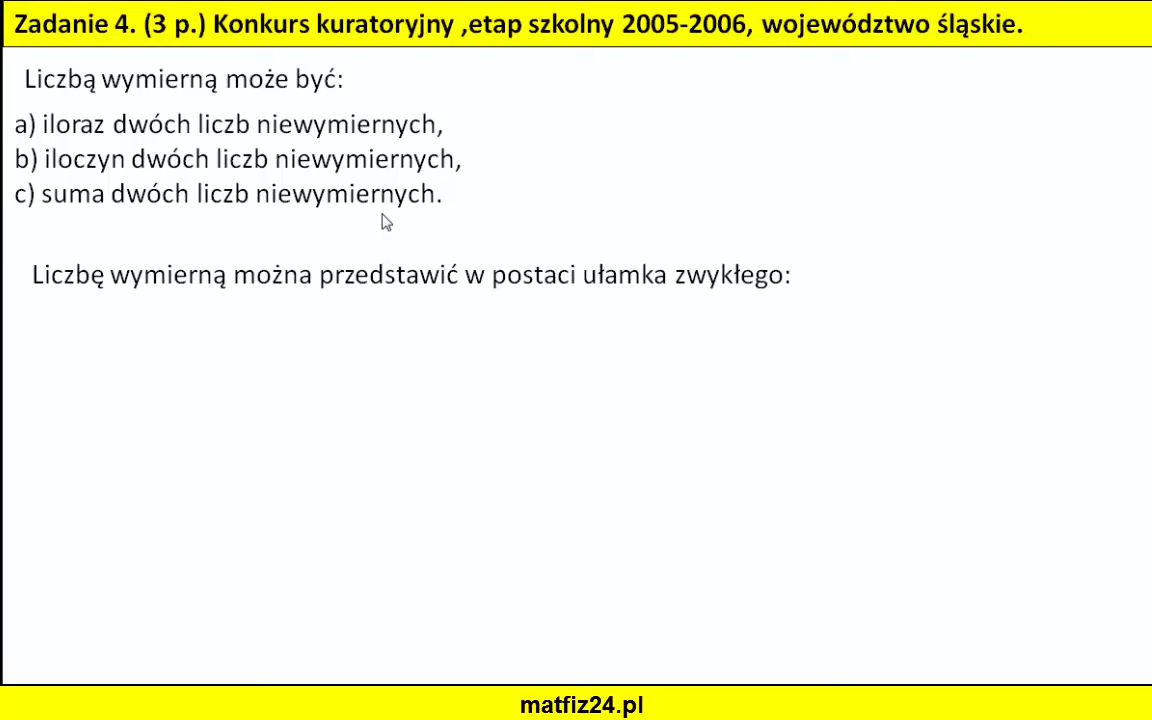 Zadanie 4. (3 p.) Konkurs kuratoryjny ,etap szkolny 2005-2006, województwo śląskie.
Liczbą wymierną może być:
a) iloraz dwóch liczb niewymiernych,
b) iloczyn dwóch liczb niewymiernych,
c) suma dwóch liczb niewymiernych.
Liczbę wymierną można przedstawić w postaci ułamka zwykłego:
matfiz24.pl